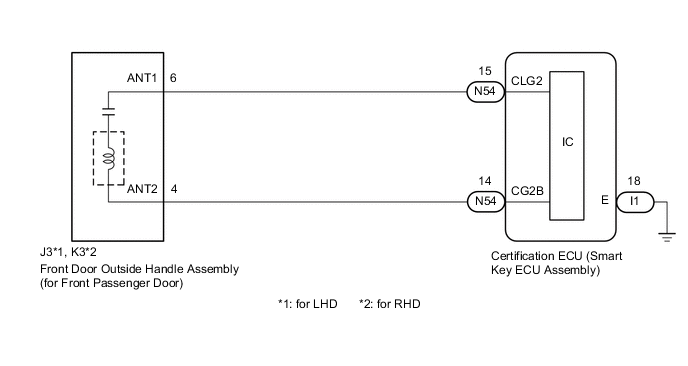 15
ANT1 6
CLG2
N54
IC
14
18
ANT2 4
CG2B
N54
E
I1
J3*1, K3*2
Front Door Outside Handle Assembly
(for Front Passenger Door)
Certification ECU (Smart
Key ECU Assembly)
*1: for LHD *2: for RHD